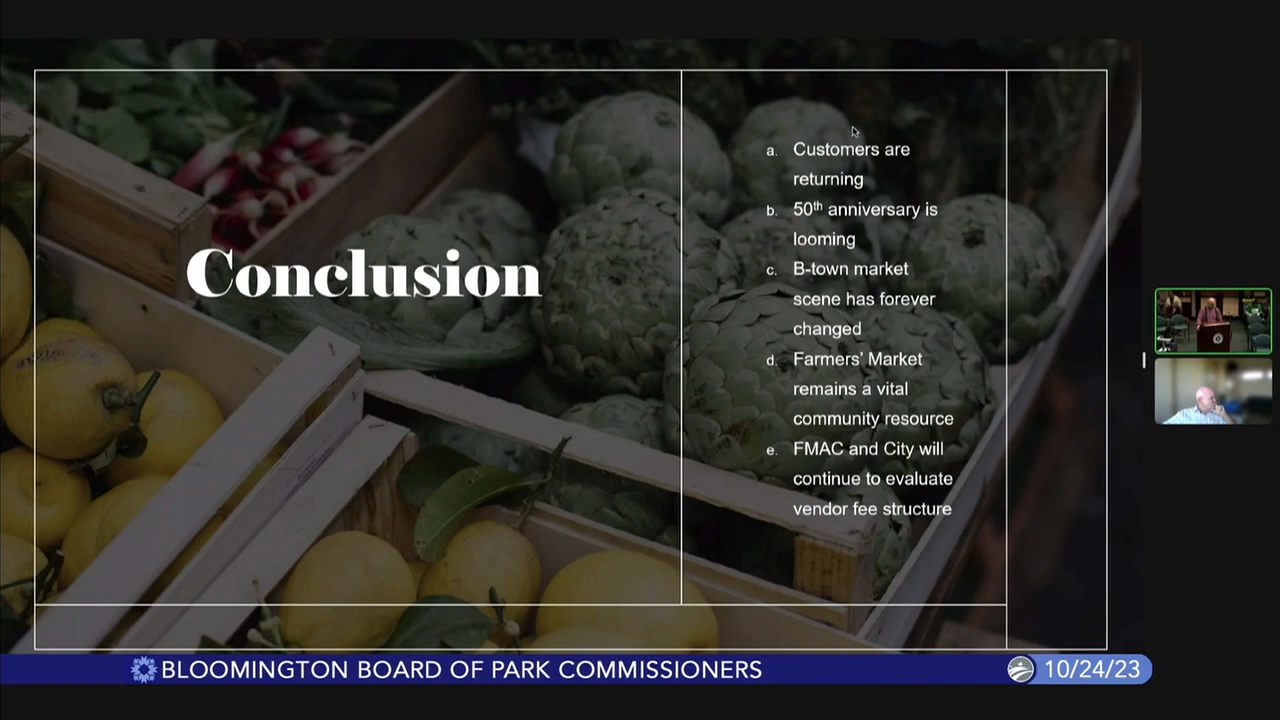 Conclusion
a. Customers are
returning
b. 50th anniversary is
looming
c. B-town market
scene has forever
changed
d. Farmers’ Market
remains a vital
community resource
e. FMAC and City will
continue to evaluate
vendor fee structure
BLOOMINGTON BOARD OF PARK COMMISSIONERS
10/24/23